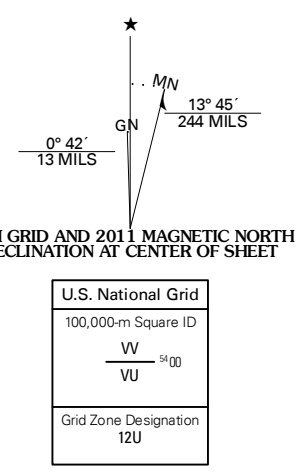 ★
MN
GN
13° 45´
244 MILS
0° 42´
13 MILS
GRID AND 2011 MAGNETIC NORTH
DECLINATION AT CENTER OF SHEET
U.S. National Grid
100,000-m Square ID
VV
5400
VU
Grid Zone Designation
12U